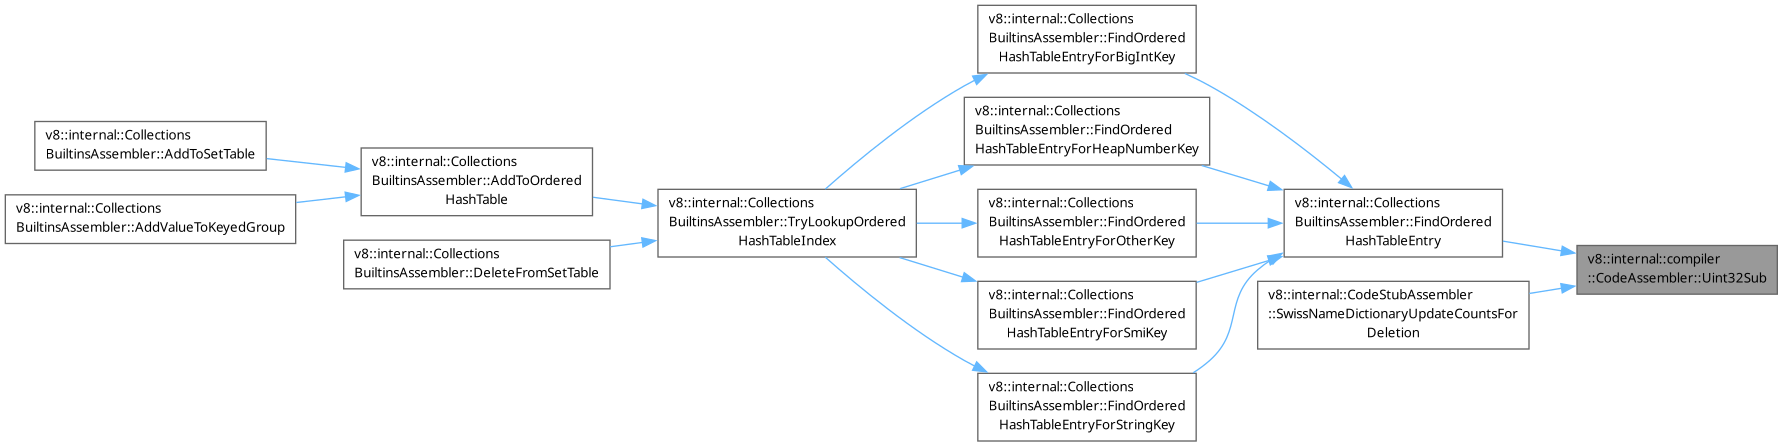 v8::internal::Collections
BuiltinsAssembler::AddToSetTable
v8::internal::Collections
BuiltinsAssembler::AddValueToKeyedGroup
v8::internal::Collections
BuiltinsAssembler::AddToOrdered
HashTable
v8::internal::Collections
BuiltinsAssembler::DeleteFromSetTable
v8::internal::Collections
BuiltinsAssembler::TryLookupOrdered
HashTableIndex
v8::internal::Collections
BuiltinsAssembler::FindOrdered
HashTableEntryForBigIntKey
v8::internal::Collections
BuiltinsAssembler::FindOrdered
HashTableEntryForHeapNumberKey
v8::internal::Collections
BuiltinsAssembler::FindOrdered
HashTableEntryForOtherKey
v8::internal::Collections
BuiltinsAssembler::FindOrdered
HashTableEntryForSmiKey
v8::internal::Collections
BuiltinsAssembler::FindOrdered
HashTableEntryForStringKey
v8::internal::Collections
BuiltinsAssembler::FindOrdered
HashTableEntry
v8::internal::CodeStubAssembler
::SwissNameDictionaryUpdateCountsFor
Deletion
v8::internal::compiler
::CodeAssembler::Uint32Sub